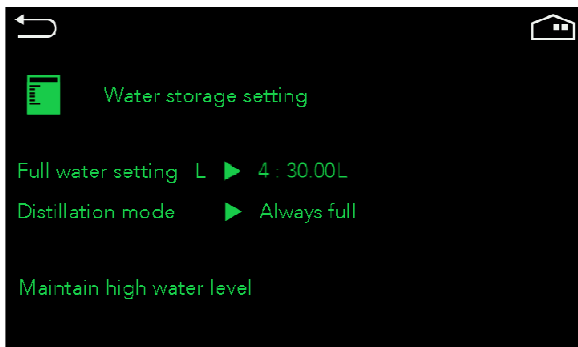 Water storage setting
Full water setting L ▶ 4 : 30.00L
Distillation mode ▶ Always full
Maintain high water level